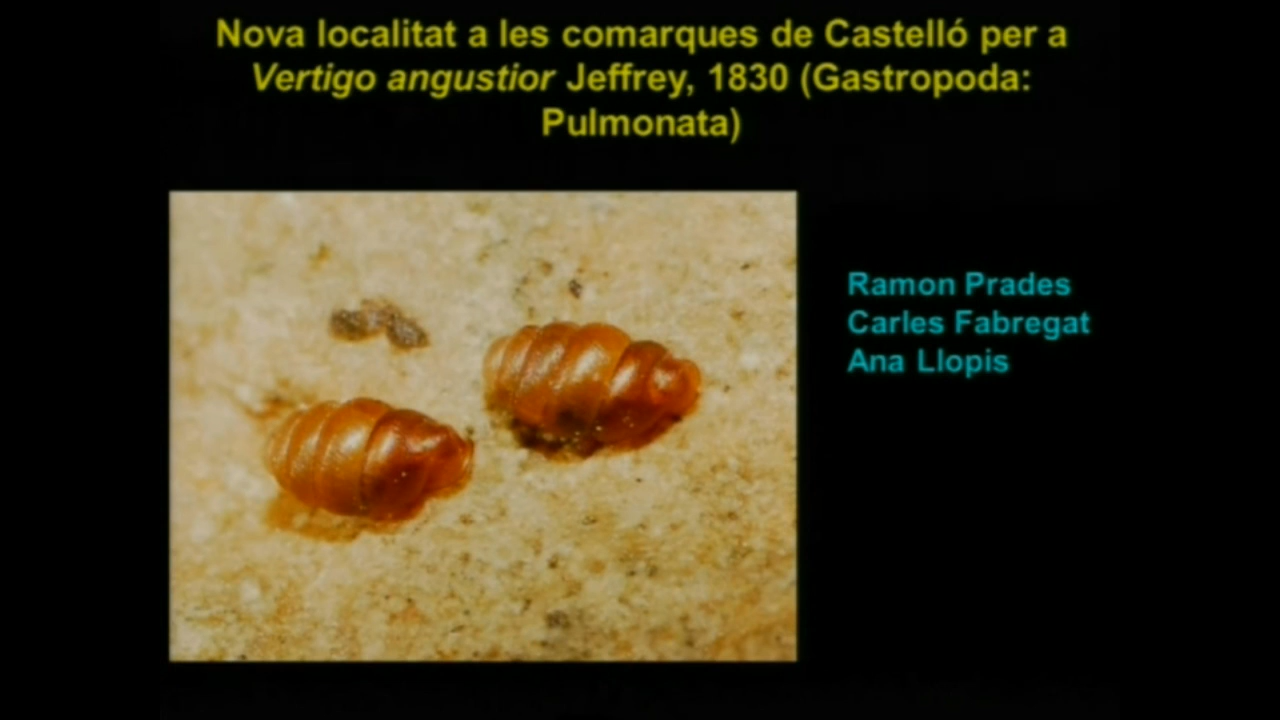 Nova localitat a les comarques de Castelló per a
Vertigo angustior Jeffrey, 1830 (Gastropoda:
Pulmonata)
Ramon Prades
Carles Fabregat
Ana Llopis